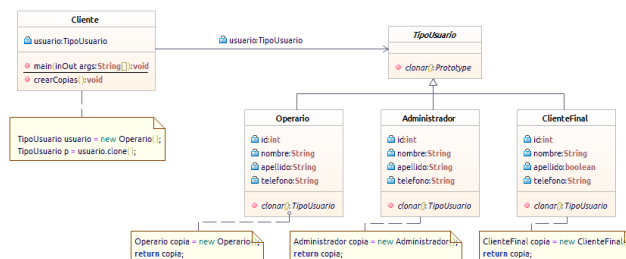 Cliente
usuario:TipoUsuario
main(inOut args:String[]):void
crearCopias():void
usuario:TipoUsuario
TipoUsuario
clonar():Prototype
TipoUsuario usuario = new Operario();
TipoUsuario p = usuario.clone();
Operario
id:int
nombre:String
apellido:String
telefono:String
clonar():TipoUsuario
Administrador
id:int
nombre:String
apellido:String
telefono:String
clonar():TipoUsuario
ClienteFinal
id:int
nombre:String
apellido:boolean
telefono:String
clonar():TipoUsuario
Operario copia = new Operario();
return copia;
Administrador copia = new Administrador();
return copia;
ClienteFinal copia = new ClienteFinal
return copia;